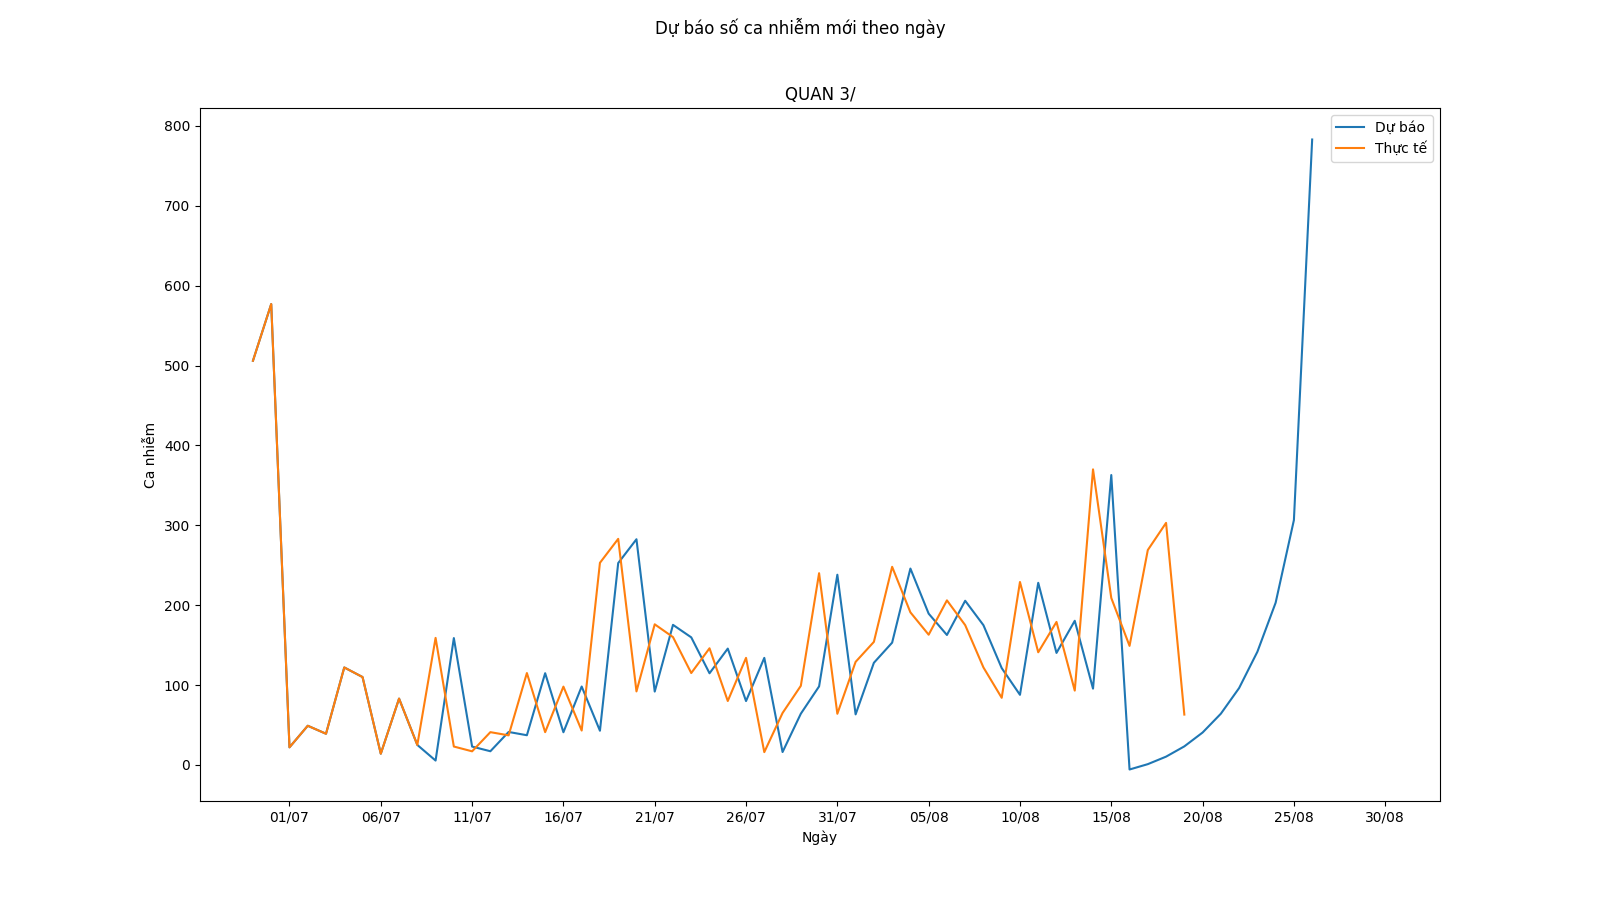 Dự báo số ca nhiễm mới theo ngày
QUAN 3/
Dự báo
Thực tế
800
700
600
500
400
300
200
100
0
Ca nhiễm
01/07 06/07 11/07 16/07 21/07 26/07 31/07 05/08 10/08 15/08 20/08 25/08 30/08
Ngày